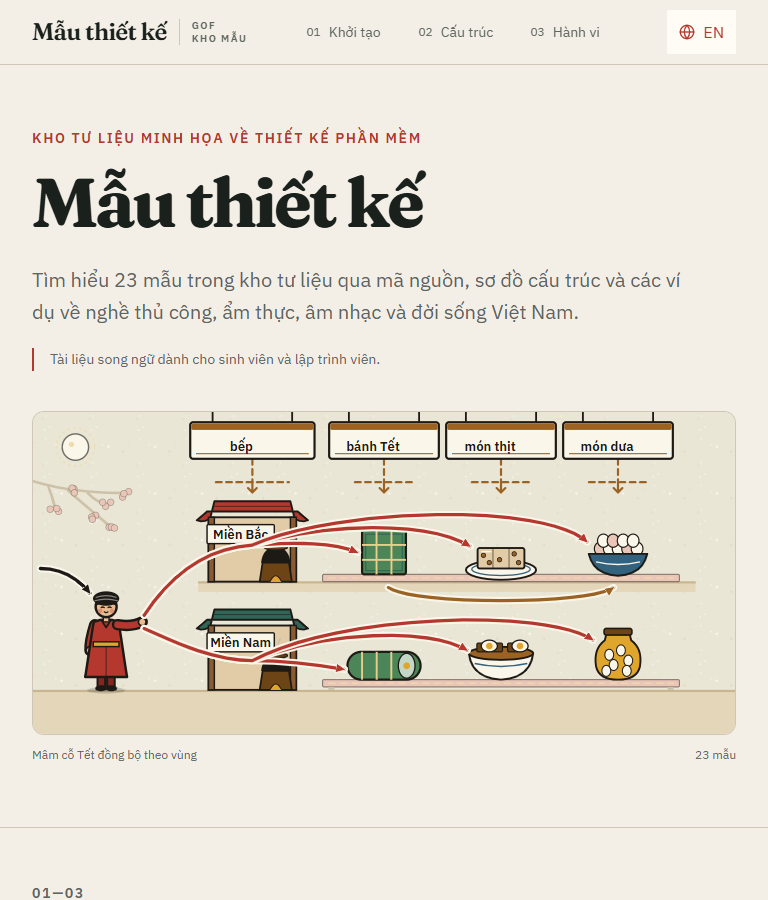 Mẫu thiết kế
GOF
KHO MẪU
01 Khởi tạo
02 Cấu trúc
03 Hành vi
EN
KHO TƯ LIỆU MINH HỌA VỀ THIẾT KẾ PHẦN MỀM
Mẫu thiết kế
Tìm hiểu 23 mẫu trong kho tư liệu qua mã nguồn, sơ đồ cấu trúc và các ví
dụ về nghề thủ công, ẩm thực, âm nhạc và đời sống Việt Nam.
Tài liệu song ngữ dành cho sinh viên và lập trình viên.
bếp
bánh Tết
món thịt
món dưa
Miền Bắc
Miền Nam
Mâm cỗ Tết đồng bộ theo vùng
23 mẫu
01—03